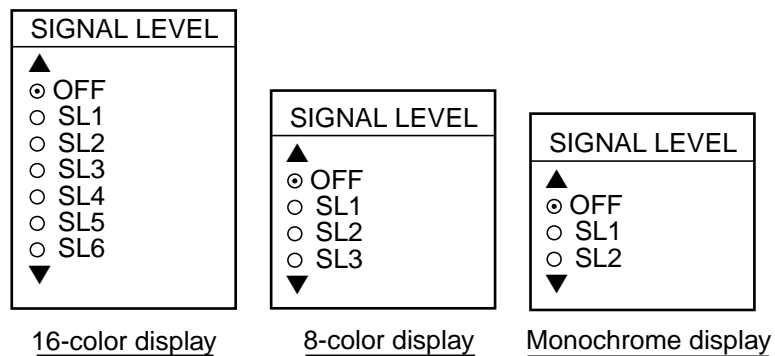 SIGNAL LEVEL
OFF
SL1
SL2
SL3
SL4
SL5
SL6
16-color display
SIGNAL LEVEL
OFF
SL1
SL2
SL3
8-color display
SIGNAL LEVEL
OFF
SL1
SL2
Monochrome display